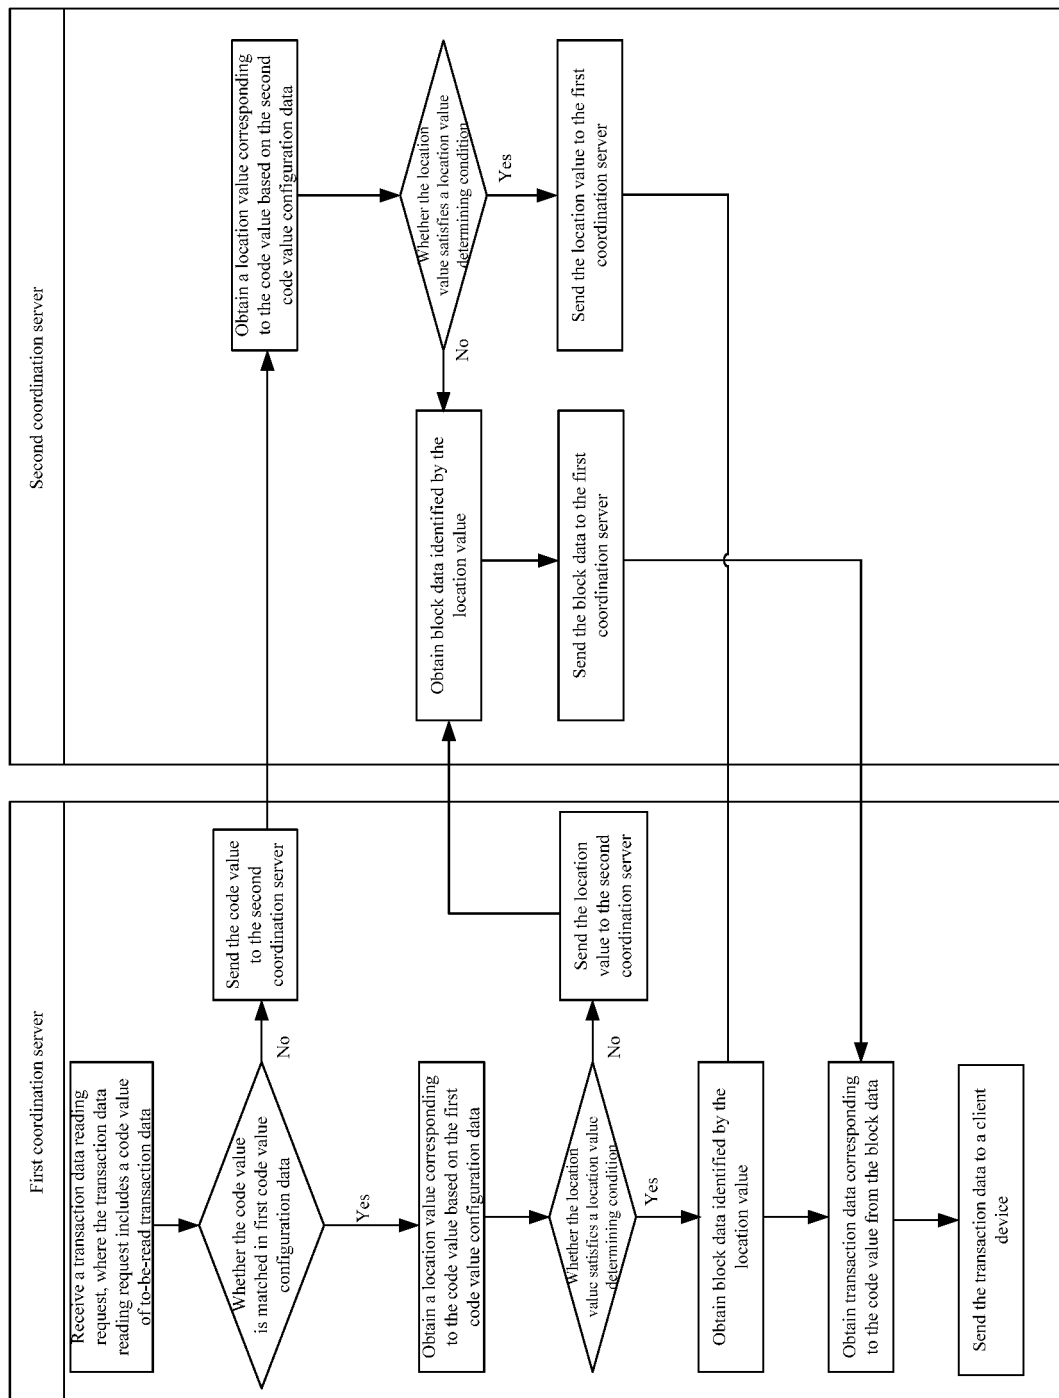 First coordination server
Receive a transaction data reading
request, where the transaction data
reading request includes a code value
of to-be-read transaction data
Whether the code value
is matched in first code value
configuration data
No
Send the code value
to the second
coordination server
Yes
Obtain a location value corresponding
to the code value based on the first
code value configuration data
Whether the location
value satisfies a location value
determining condition
No
Send the location
value to the second
coordination server
Yes
Obtain block data identified by the
location value
Obtain transaction data corresponding
to the code value from the block data
Send the transaction data to a client
device
Second coordination server
Obtain a location value corresponding
to the code value based on the second
code value configuration data
Whether the location
value satisfies a location value
determining condition
No
Yes
Obtain block data identified by the
location value
Send the location value to the first
coordination server
Send the block data to the first
coordination server